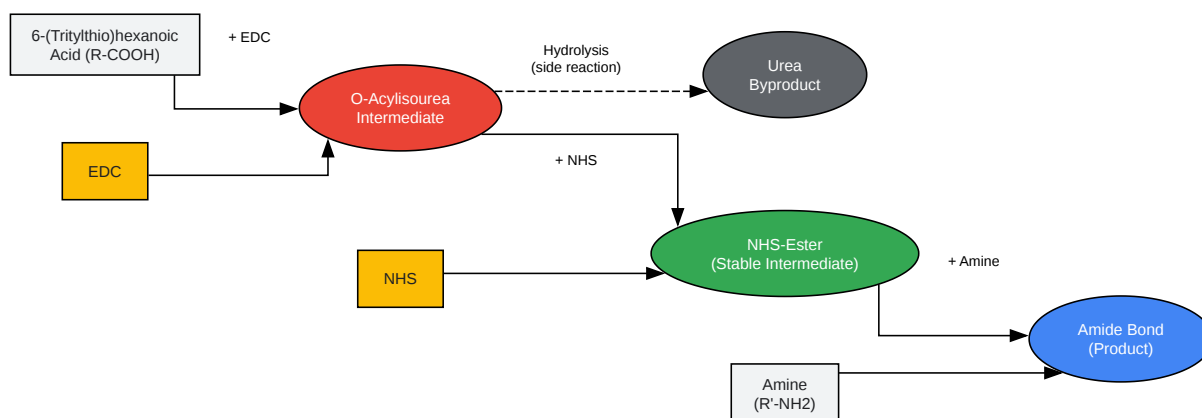 6-(Tritylthio)hexanoic
Acid (R-COOH)
+ EDC
Hydrolysis
(side reaction)
Urea
Byproduct
O-Acylisourea
Intermediate
EDC
+ NHS
NHS-Ester
(Stable Intermediate)
+ Amine
NHS
Amide Bond
(Product)
Amine
(R'-NH2)